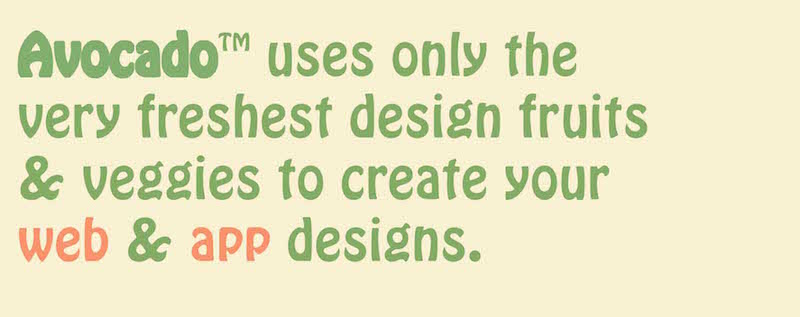 Avocado™ uses only the
very freshest design fruits
& veggies to create your
web & app designs.